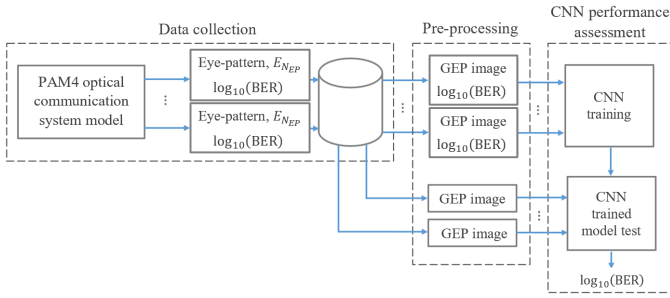 Data collection
Pre-processing
CNN performance
assessment
PAM4 optical
communication
system model
...
Eye-pattern, E_{N_{EP}}
log₁₀(BER)
Eye-pattern, E_{N_{EP}}
log₁₀(BER)
...
GEP image
log₁₀(BER)
GEP image
log₁₀(BER)
...
CNN
training
GEP image
GEP image
...
CNN
trained
model test
log₁₀(BER)